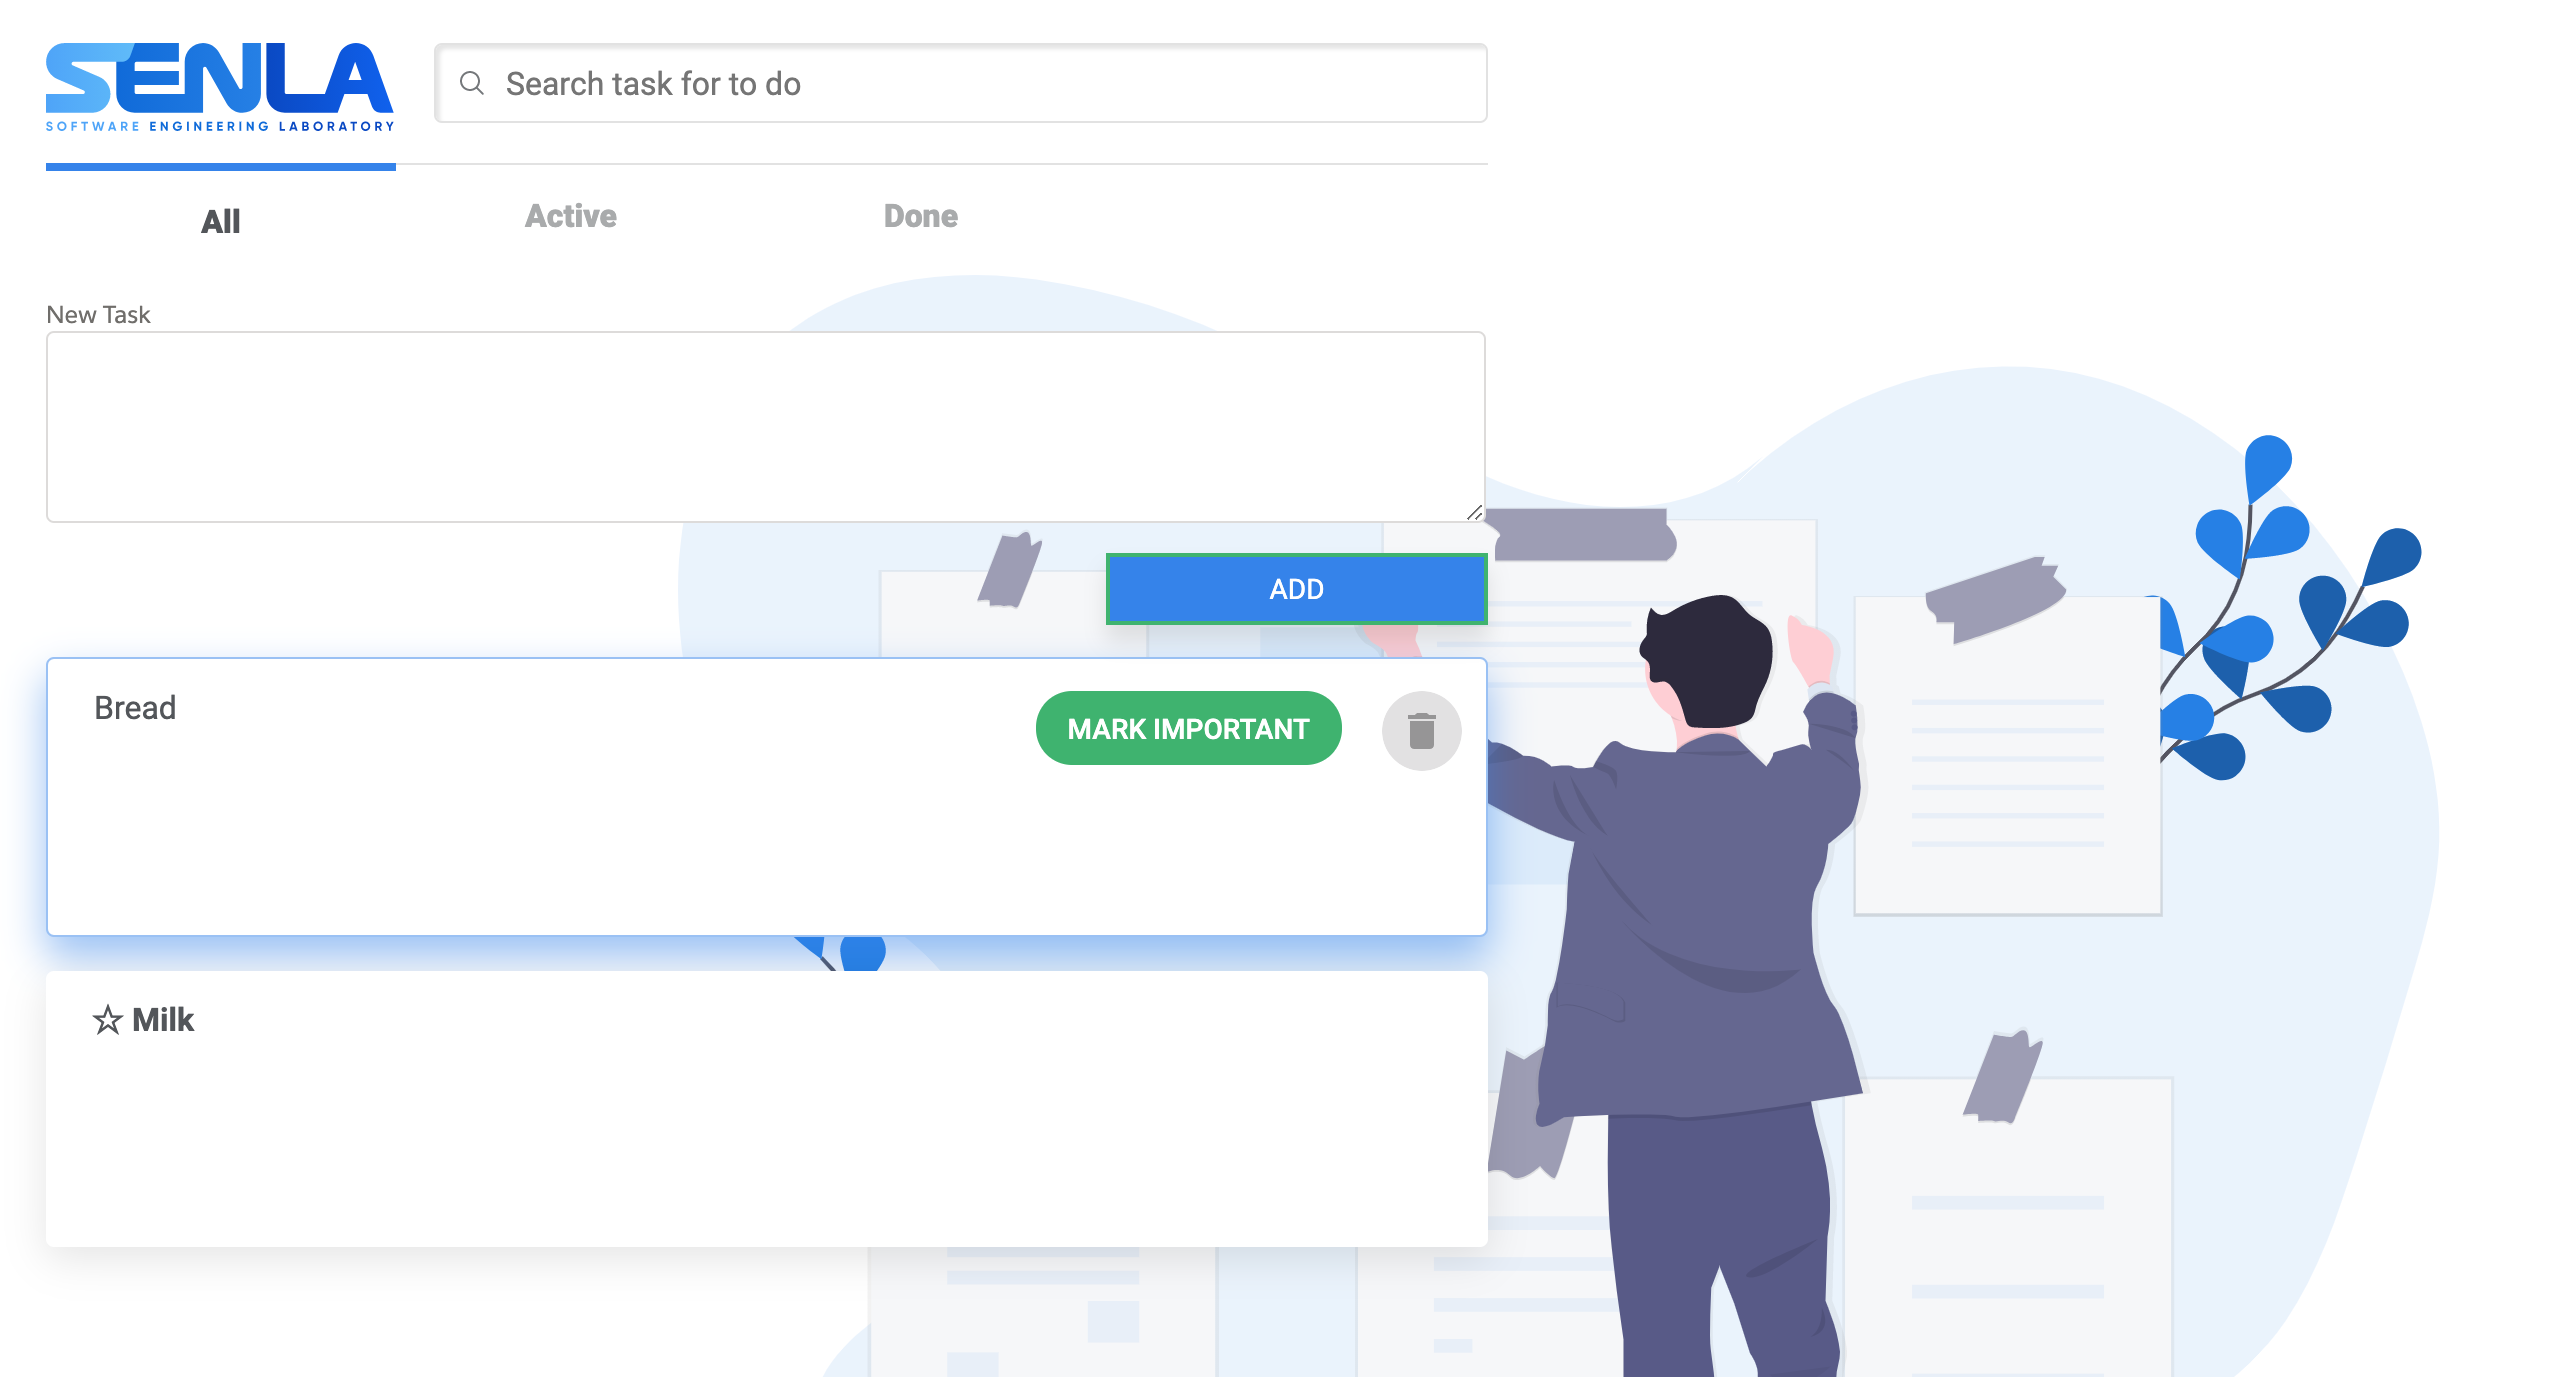 SENLA
SOFTWARE ENGINEERING LABORATORY
Search task for to do
All
Active
Done
New Task
ADD
Bread
MARK IMPORTANT
☆ Milk